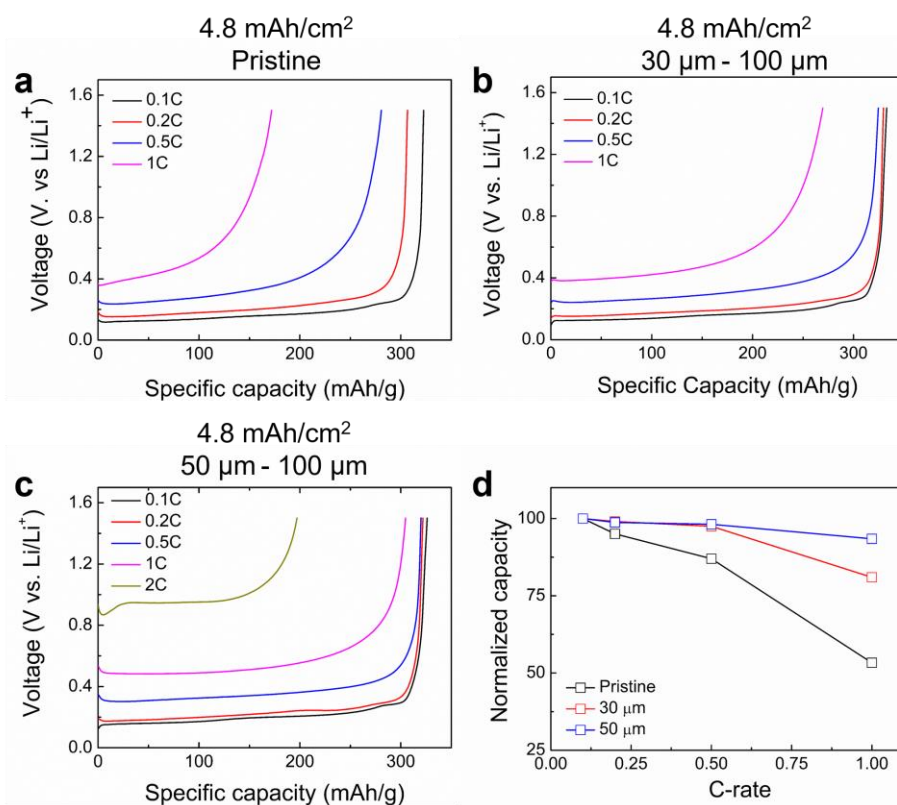 4.8 mAh/cm²
Pristine
a
Voltage (V. vs Li/Li⁺)
1.6
1.2
0.8
0.4
0.0
0.1C
0.2C
0.5C
1C
0 100 200 300
Specific capacity (mAh/g)
4.8 mAh/cm²
30 μm - 100 μm
b
Voltage (V vs. Li/Li⁺)
1.6
1.2
0.8
0.4
0.0
0.1C
0.2C
0.5C
1C
0 100 200 300
Specific Capacity (mAh/g)
4.8 mAh/cm²
50 μm - 100 μm
c
Voltage (V vs. Li/Li⁺)
1.6
1.2
0.8
0.4
0.0
0.1C
0.2C
0.5C
1C
2C
0 100 200 300
Specific capacity (mAh/g)
d
Normalized capacity
100
75
50
25
Pristine
30 μm
50 μm
0.00 0.25 0.50 0.75 1.00
C-rate